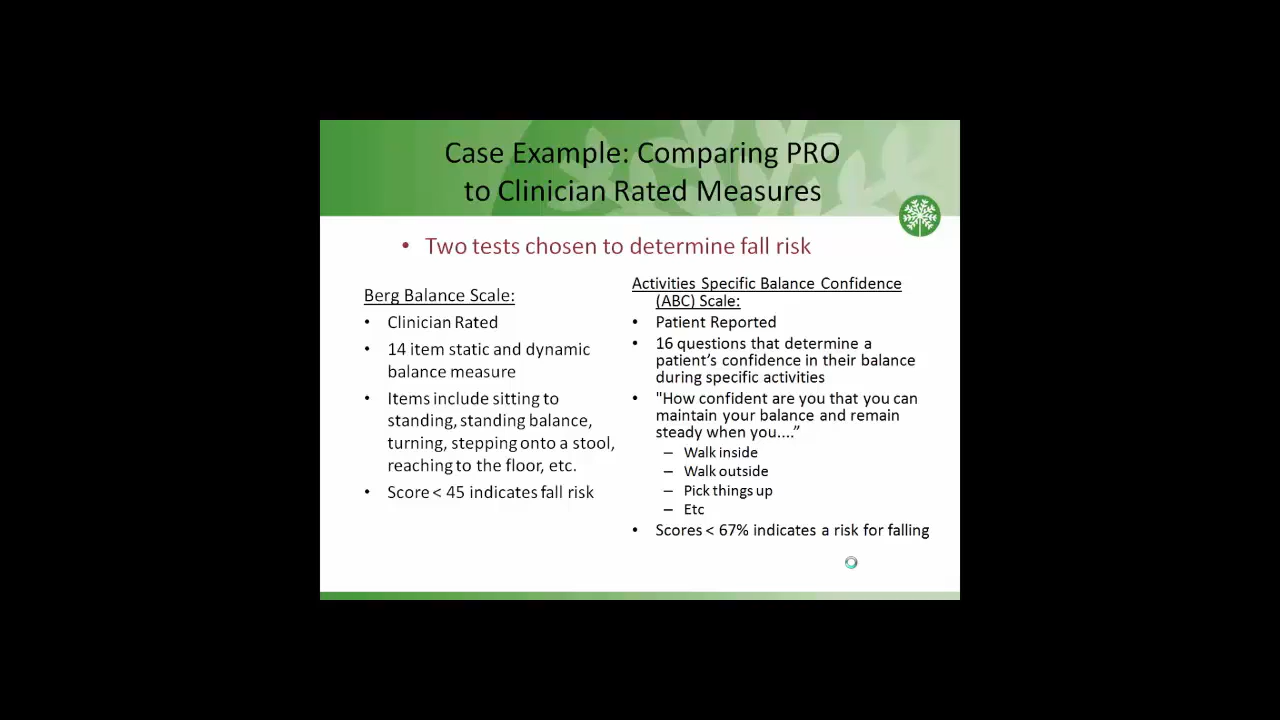 Case Example: Comparing PRO
to Clinician Rated Measures
• Two tests chosen to determine fall risk
Berg Balance Scale:
• Clinician Rated
• 14 item static and dynamic
balance measure
• Items include sitting to
standing, standing balance,
turning, stepping onto a stool,
reaching to the floor, etc.
• Score < 45 indicates fall risk
Activities Specific Balance Confidence
(ABC) Scale:
• Patient Reported
• 16 questions that determine a
patient's confidence in their balance
during specific activities
• "How confident are you that you can
maintain your balance and remain
steady when you....”
– Walk inside
– Walk outside
– Pick things up
– Etc
• Scores < 67% indicates a risk for falling